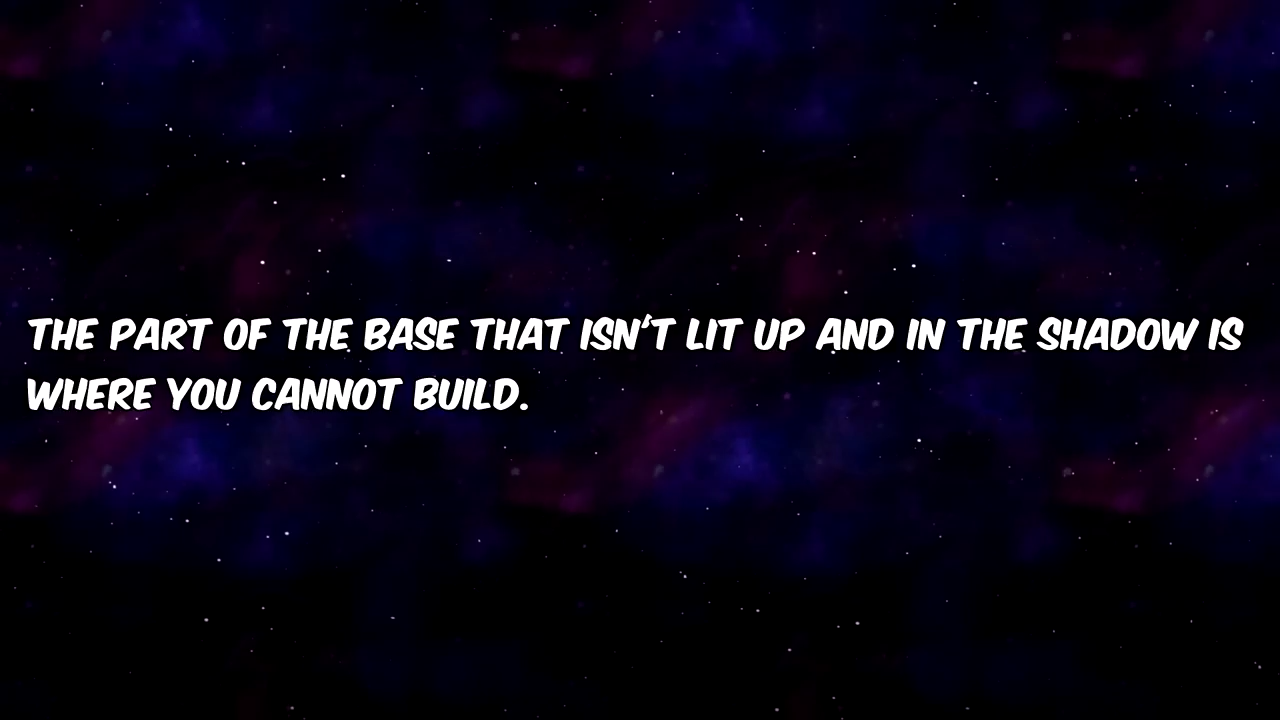 THE PART OF THE BASE THAT ISN'T LIT UP AND IN THE SHADOW IS
WHERE YOU CANNOT BUILD.